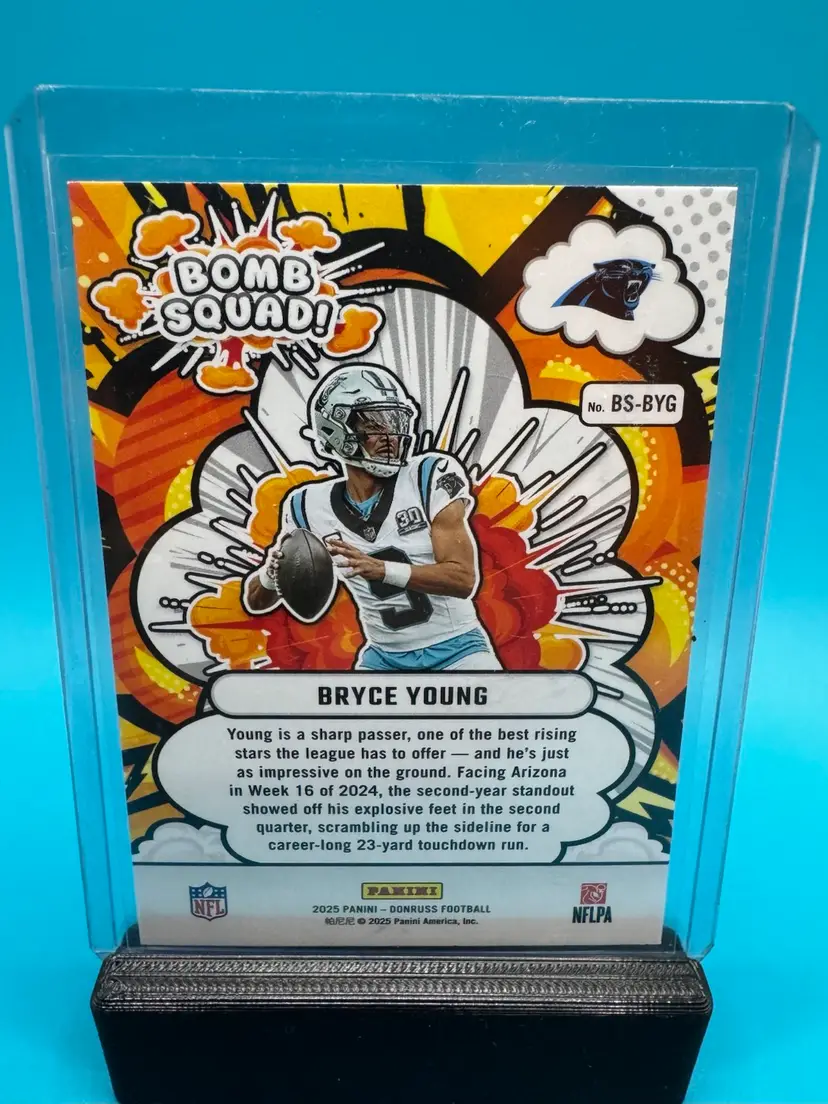 BOMB
SQUAD!
No. BS-BYG
30
9
BRYCE YOUNG
Young is a sharp passer, one of the best rising
stars the league has to offer — and he's just
as impressive on the ground. Facing Arizona
in Week 16 of 2024, the second-year standout
showed off his explosive feet in the second
quarter, scrambling up the sideline for a
career-long 23-yard touchdown run.
NFL
PANINI
NFLPA
2025 PANINI – DONRUSS FOOTBALL
帕尼尼 © 2025 Panini America, Inc.